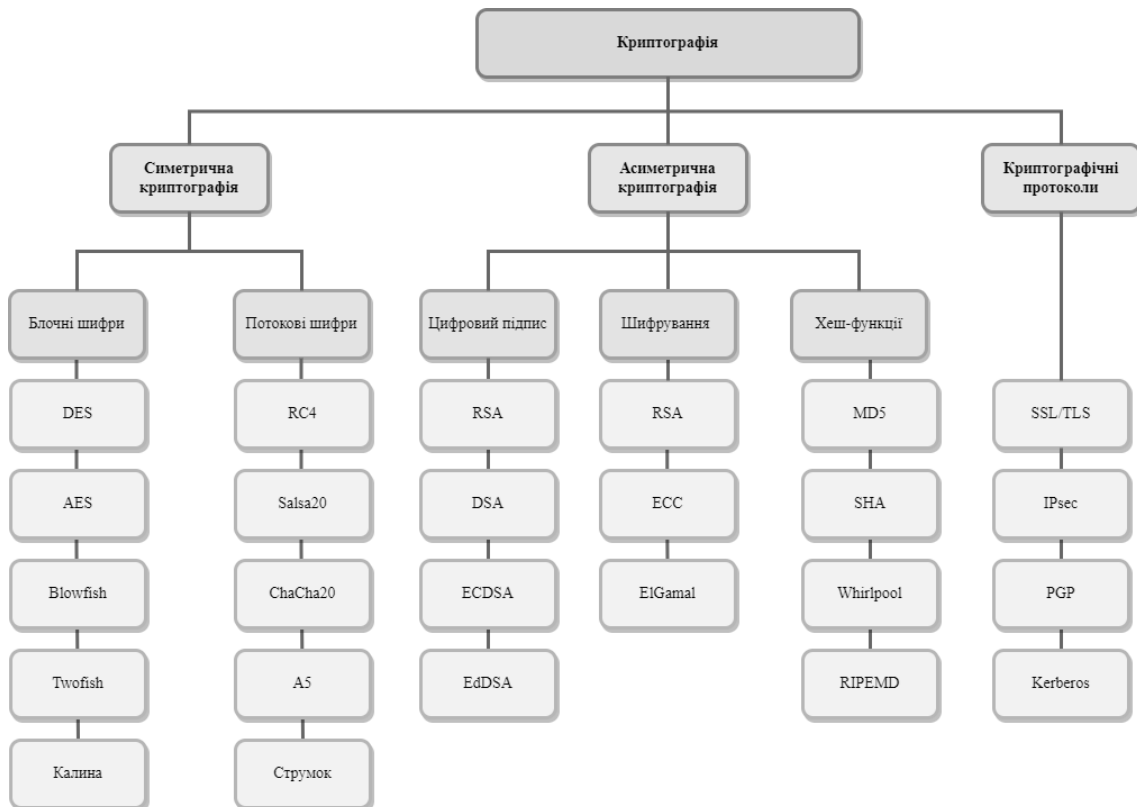 Криптографія
Симетрична
криптографія
Асиметрична
криптографія
Криптографічні
протоколи
Блочні шифри
Потокові шифри
Цифровий підпис
Шифрування
Хеш-функції
DES
RC4
RSA
RSA
MD5
SSL/TLS
AES
Salsa20
DSA
ECC
SHA
IPsec
Blowfish
ChaCha20
ECDSA
ElGamal
Whirlpool
PGP
Twofish
A5
EdDSA
RIPEMD
Kerberos
Калина
Струмок